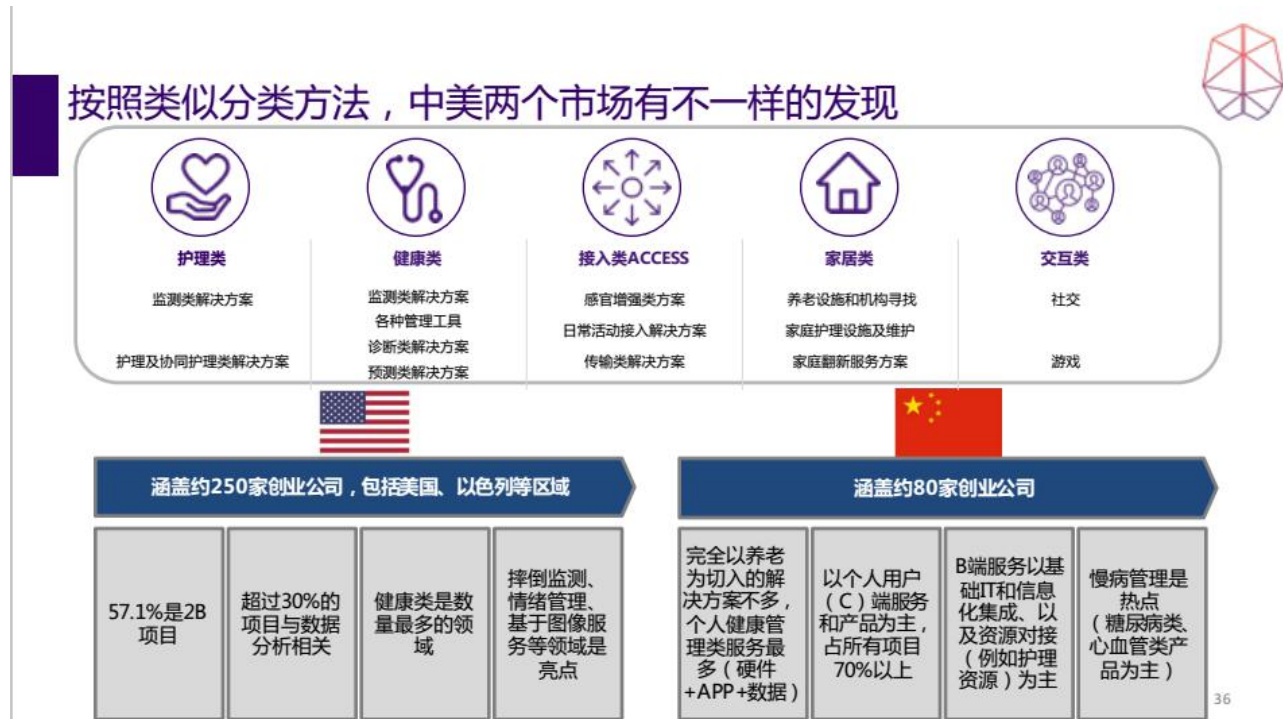 按照类似分类方法，中美两个市场有不一样的发现
护理类
监测类解决方案
护理及协同护理类解决方案
健康类
监测类解决方案
各种管理工具
诊断类解决方案
预测类解决方案
接入类ACCESS
感官增强类方案
日常活动接入解决方案
传输类解决方案
家居类
养老设施和机构寻找
家庭护理设施及维护
家庭翻新服务方案
交互类
社交
游戏
涵盖约250家创业公司，包括美国、以色列等区域
57.1%是2B
项目
超过30%的
项目与数据
分析相关
健康类是数
量最多的领
域
摔倒监测、
情绪管理、
基于图像服
务等领域是
亮点
涵盖约80家创业公司
完全以养老
为切入的解
决方案不多，
个人健康管
理类服务最
多（硬件
+APP+数据）
以个人用户
（C）端服务
和产品为主，
占所有项目
70%以上
B端服务以基
础IT和信息
化集成、以
及资源对接
（例如护理
资源）为主
慢病管理是
热点
（糖尿病类、
心血管类产
品为主）
36